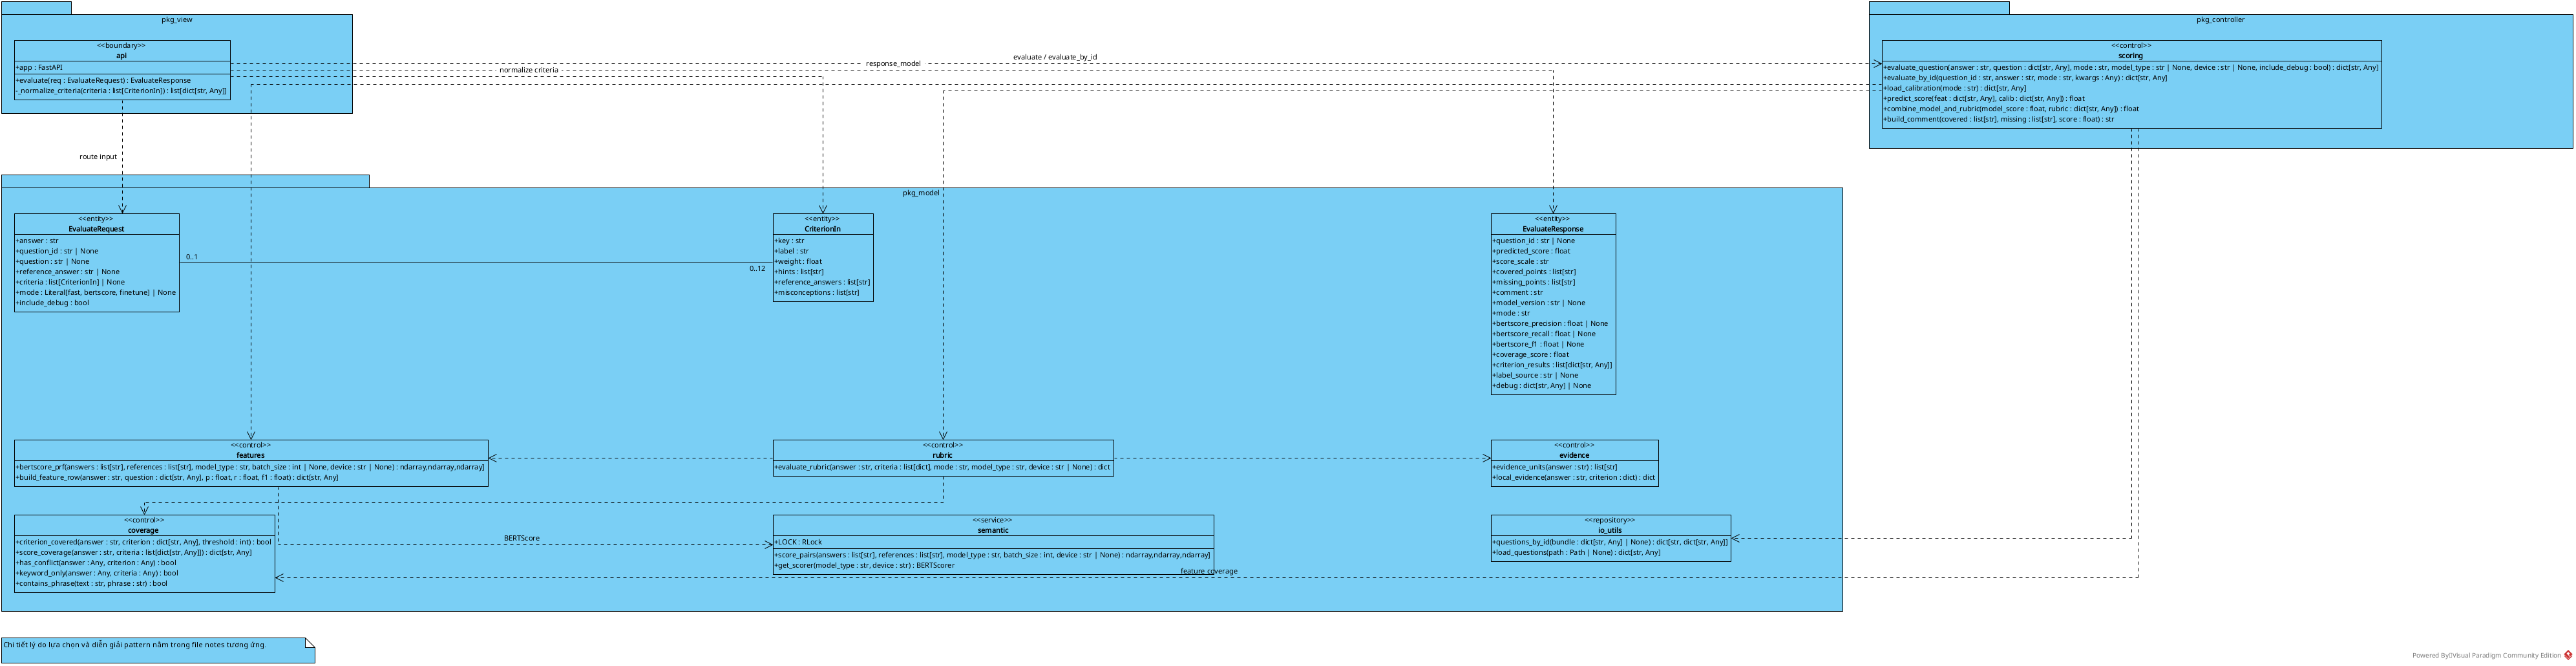 pkg_view
<<boundary>>
api
+app : FastAPI
+evaluate(req : EvaluateRequest) : EvaluateResponse
-_normalize_criteria(criteria : list[CriterionIn]) : list[dict[str, Any]]
normalize criteria
response_model
evaluate / evaluate_by_id
pkg_controller
<<control>>
scoring
+evaluate_question(answer : str, question : dict[str, Any], mode : str, model_type : str | None, device : str | None, include_debug : bool) : dict[str, Any]
+evaluate_by_id(question_id : str, answer : str, mode : str, kwargs : Any) : dict[str, Any]
+load_calibration(mode : str) : dict[str, Any]
+predict_score(feat : dict[str, Any], calib : dict[str, Any]) : float
+combine_model_and_rubric(model_score : float, rubric : dict[str, Any]) : float
+build_comment(covered : list[str], missing : list[str], score : float) : str
route input
pkg_model
<<entity>>
EvaluateRequest
+answer : str
+question_id : str | None
+question : str | None
+reference_answer : str | None
+criteria : list[CriterionIn] | None
+mode : Literal[fast, bertscore, finetune] | None
+include_debug : bool
0..1
0..12
<<entity>>
CriterionIn
+key : str
+label : str
+weight : float
+hints : list[str]
+reference_answers : list[str]
+misconceptions : list[str]
<<entity>>
EvaluateResponse
+question_id : str | None
+predicted_score : float
+score_scale : str
+covered_points : list[str]
+missing_points : list[str]
+comment : str
+model_version : str | None
+mode : str
+bertscore_precision : float | None
+bertscore_recall : float | None
+bertscore_f1 : float | None
+coverage_score : float
+criterion_results : list[dict[str, Any]]
+label_source : str | None
+debug : dict[str, Any] | None
<<control>>
features
+bertscore_prf(answers : list[str], references : list[str], model_type : str, batch_size : int | None, device : str | None) : ndarray,ndarray,ndarray]
+build_feature_row(answer : str, question : dict[str, Any], p : float, r : float, f1 : float) : dict[str, Any]
<<control>>
rubric
+evaluate_rubric(answer : str, criteria : list[dict], mode : str, model_type : str, device : str | None) : dict
<<control>>
evidence
+evidence_units(answer : str) : list[str]
+local_evidence(answer : str, criterion : dict) : dict
<<control>>
coverage
+criterion_covered(answer : str, criterion : dict[str, Any], threshold : int) : bool
+score_coverage(answer : str, criteria : list[dict[str, Any]]) : dict[str, Any]
+has_conflict(answer : Any, criterion : Any) : bool
+keyword_only(answer : Any, criteria : Any) : bool
+contains_phrase(text : str, phrase : str) : bool
BERTScore
<<service>>
semantic
+LOCK : RLock
+score_pairs(answers : list[str], references : list[str], model_type : str, batch_size : int, device : str | None) : ndarray,ndarray,ndarray]
+get_scorer(model_type : str, device : str) : BERTScorer
feature coverage
<<repository>>
io_utils
+questions_by_id(bundle : dict[str, Any] | None) : dict[str, dict[str, Any]]
+load_questions(path : Path | None) : dict[str, Any]
Chi tiết lý do lựa chọn và diễn giải pattern nằm trong file notes tương ứng.
Powered By Visual Paradigm Community Edition